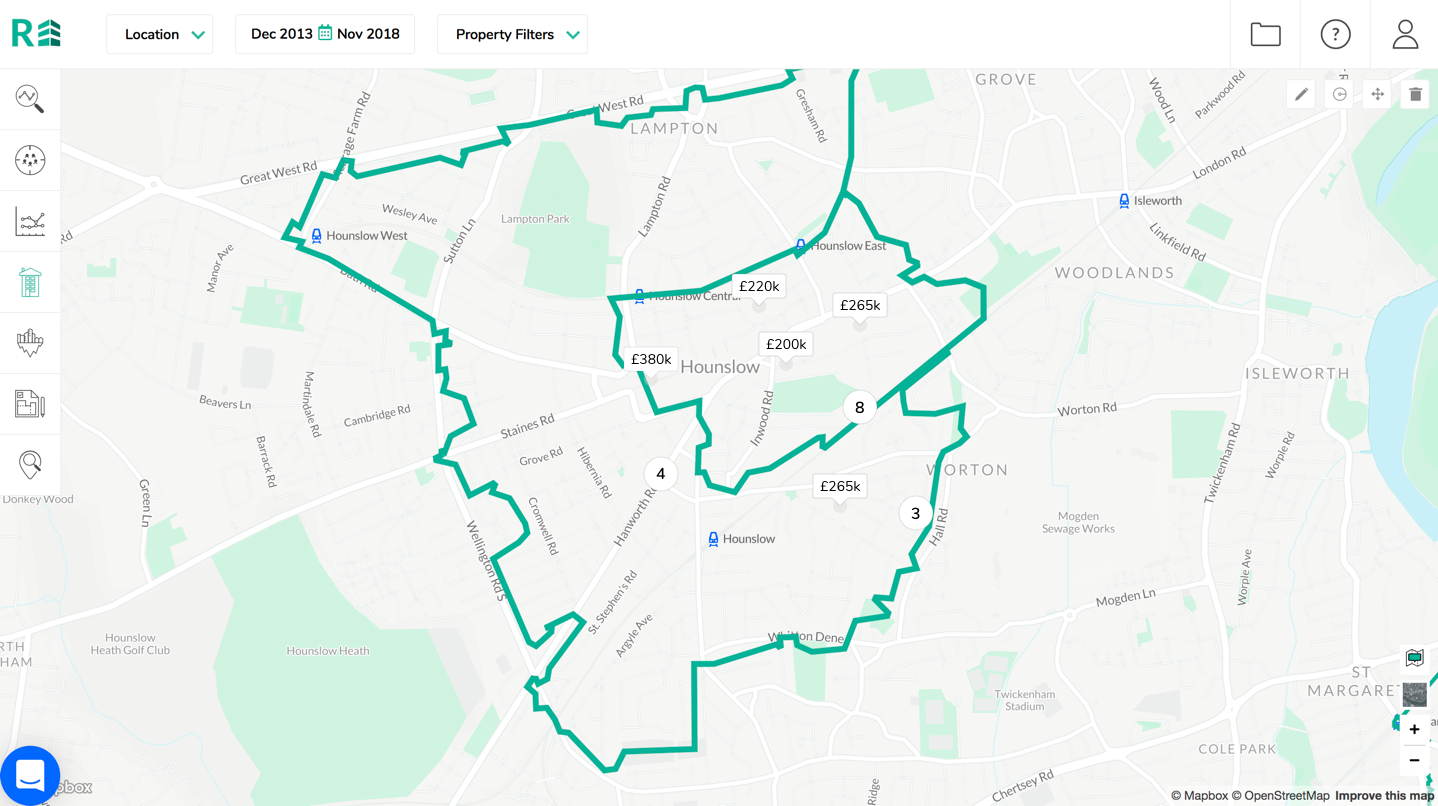 R
Location
Dec 2013
Nov 2018
Property Filters
?
GROVE
Great West Rd
Gresham Rd
Wood Ln
Parkwood Rd
LAMPTON
London Rd
Great West Rd
Lampton Rd
Isleworth
Wesley Ave
Lampton Park
Sutton Ln
Hounslow West
Hounslow East
Linkfield Rd
Rd
Manor Ave
WOODLANDS
Bath Rd
£220k
Hounslow Central
£265k
£200k
£380k
Hounslow
ISLEWORTH
Beavers Ln
Martindale Rd
Cambridge Rd
8
Worton Rd
Staines Rd
Inwood Rd
Barrack Rd
Grove Rd
Hibernia Rd
4
WORTON
Twickenham Rd
Worple Rd
Donkey Wood
Green Ln
£265k
Cromwell Rd
Hanworth Rd
3
Hall Rd
Mogden
Sewage Works
Hounslow
Wellington Rd S
Worple Ave
St. Stephen's Rd
Mogden Ln
Argyle Ave
Whitton Dene
Hounslow
Heath Golf Club
Hounslow Heath
RTH
HAM
ST
MARGARET
Twickenham
Stadium
+
COLE PARK
−
Chertsey Rd
Ridge
box
© Mapbox © OpenStreetMap Improve this map